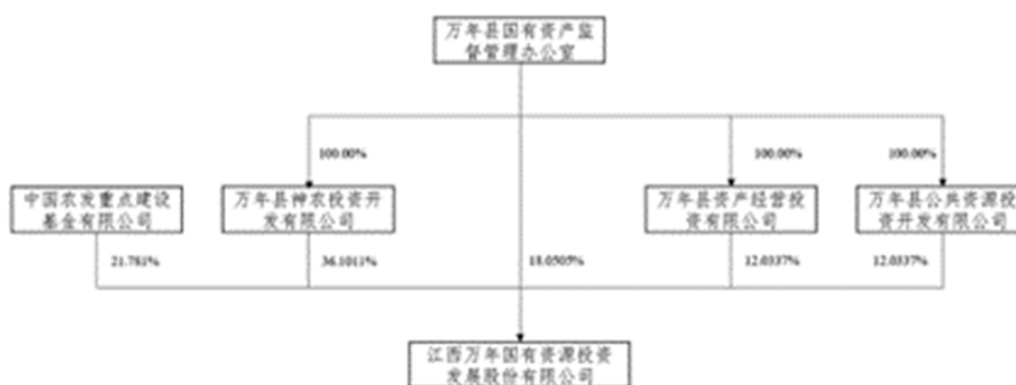 万年县国有资产监
督管理办公室
100.00%
100.00%
100.00%
中国农发重点建设
基金有限公司
万年县神农投资开
发有限公司
万年县资产经营投
资有限公司
万年县公共资源投
资开发有限公司
21.781%
36.1011%
18.0505%
12.0337%
12.0337%
江西万年国有资源投资
发展股份有限公司